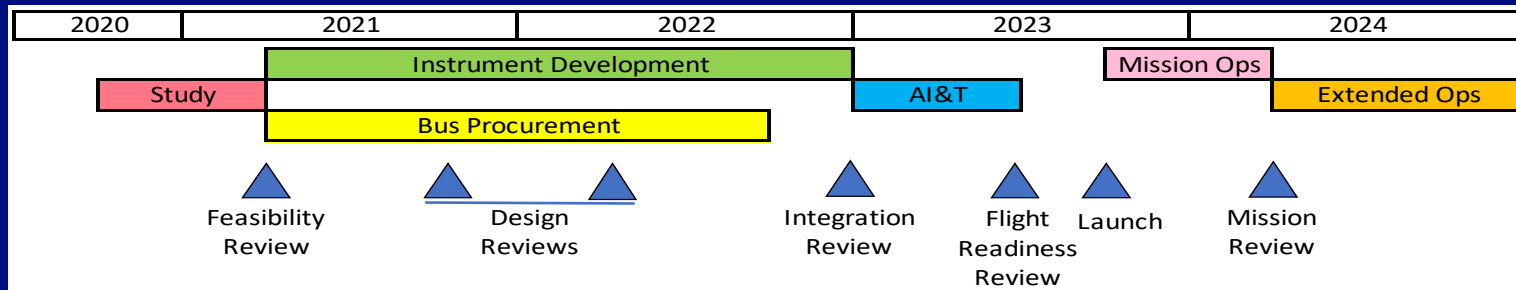 2020 2021 2022 2023 2024
Instrument Development Mission Ops
Study AI&T Extended Ops
Bus Procurement
Feasibility
Review
Design
Reviews
Integration
Review
Flight
Readiness
Review
Launch
Mission
Review